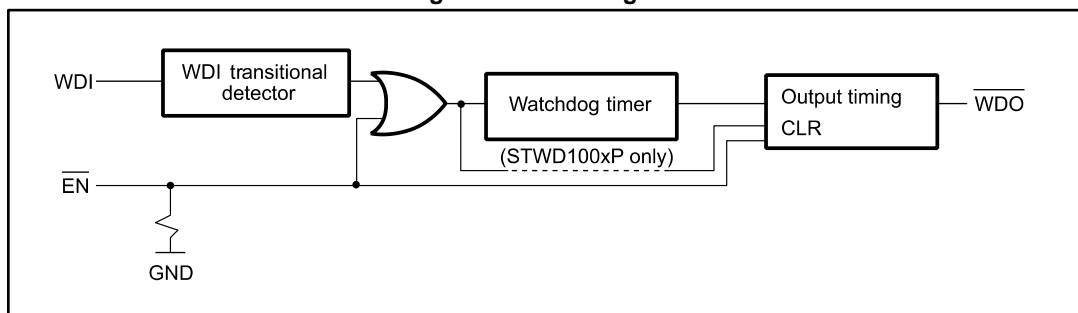 WDI
WDI transitional
detector
Watchdog timer
(STWD100xP only)
Output timing
CLR
WDO
EN
GND